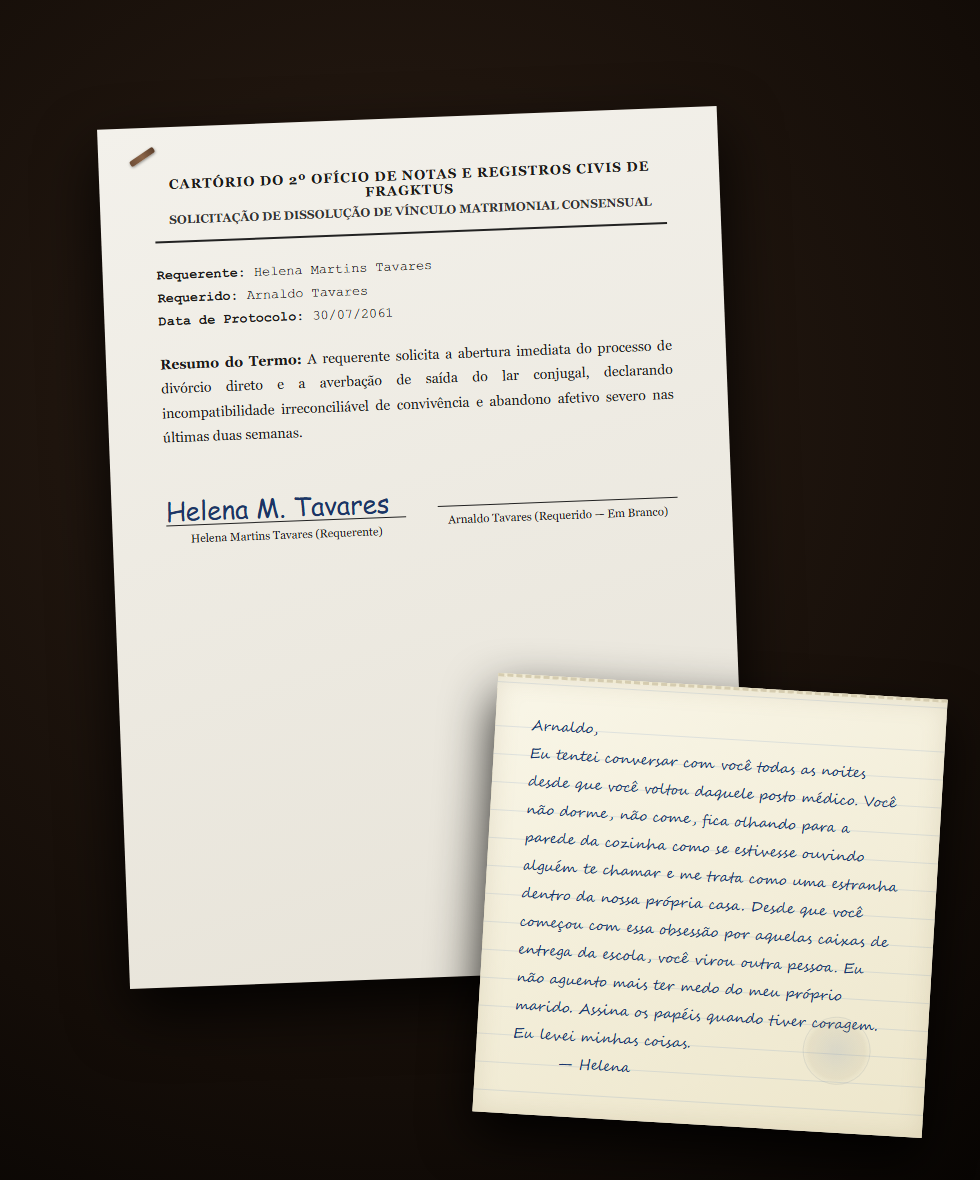 CARTÓRIO DO 2º OFÍCIO DE NOTAS E REGISTROS CIVIS DE
FRAGKTUS
SOLICITAÇÃO DE DISSOLUÇÃO DE VÍNCULO MATRIMONIAL CONSENSUAL
Requerente: Helena Martins Tavares
Requerido: Arnaldo Tavares
Data de Protocolo: 30/07/2061
Resumo do Termo: A requerente solicita a abertura imediata do processo de
divórcio direto e a averbação de saída do lar conjugal, declarando
incompatibilidade irreconciliável de convivência e abandono afetivo severo nas
últimas duas semanas.
Helena M. Tavares
Helena Martins Tavares (Requerente)
Arnaldo Tavares (Requerido — Em Branco)
Arnaldo,
Eu tentei conversar com você todas as noites
desde que você voltou daquele posto médico. Você
não dorme, não come, fica olhando para a
parede da cozinha como se estivesse ouvindo
alguém te chamar e me trata como uma estranha
dentro da nossa própria casa. Desde que você
começou com essa obsessão por aquelas caixas de
entrega da escola, você virou outra pessoa. Eu
não aguento mais ter medo do meu próprio
marido. Assina os papéis quando tiver coragem.
Eu levei minhas coisas.
— Helena